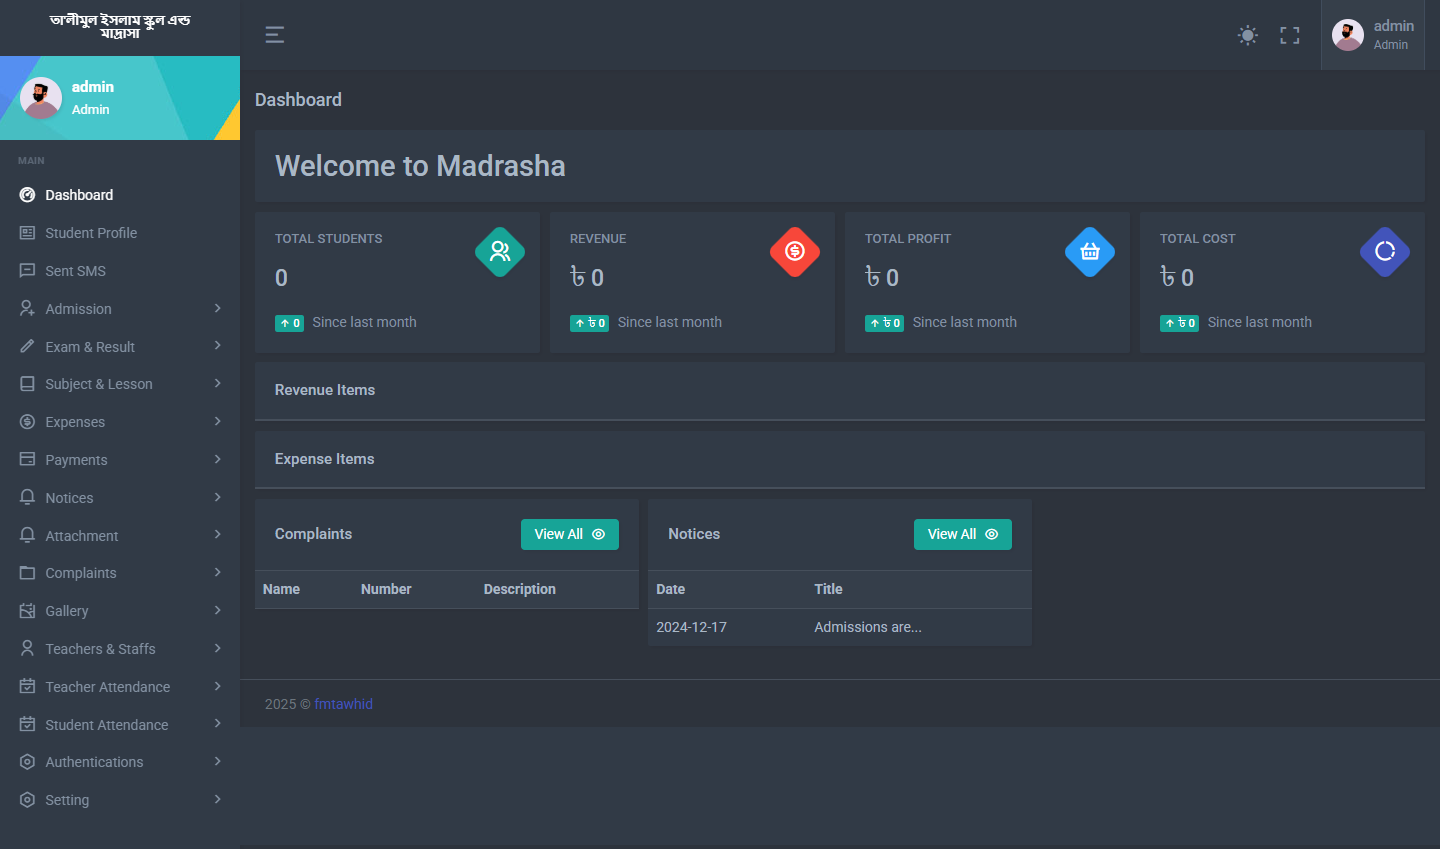 তা'লীমুল ইসলাম স্কুল এন্ড
মাদ্রাসা
admin
Admin
admin
Admin
MAIN
Dashboard
Student Profile
Sent SMS
Admission
Exam & Result
Subject & Lesson
Expenses
Payments
Notices
Attachment
Complaints
Gallery
Teachers & Staffs
Teacher Attendance
Student Attendance
Authentications
Setting
Dashboard
Welcome to Madrasha
TOTAL STUDENTS
0
0 Since last month
REVENUE
৳ 0
৳ 0 Since last month
TOTAL PROFIT
৳ 0
৳ 0 Since last month
TOTAL COST
৳ 0
৳ 0 Since last month
Revenue Items
Expense Items
Complaints View All
Name Number Description
Notices View All
Date Title
2024-12-17 Admissions are...
2025 © fmtawhid